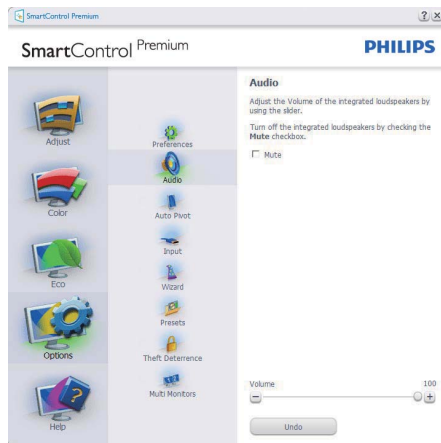 SmartControl Premium
SmartControl Premium
PHILIPS
Adjust
Color
Eco
Options
Help
Preferences
Audio
Auto Pivot
Input
Wizard
Presets
Theft Deterrence
Multi Monitors
Audio
Adjust the Volume of the integrated loudspeakers by
using the slider.
Turn off the integrated loudspeakers by checking the
Mute checkbox.
Mute
Volume 100
Undo